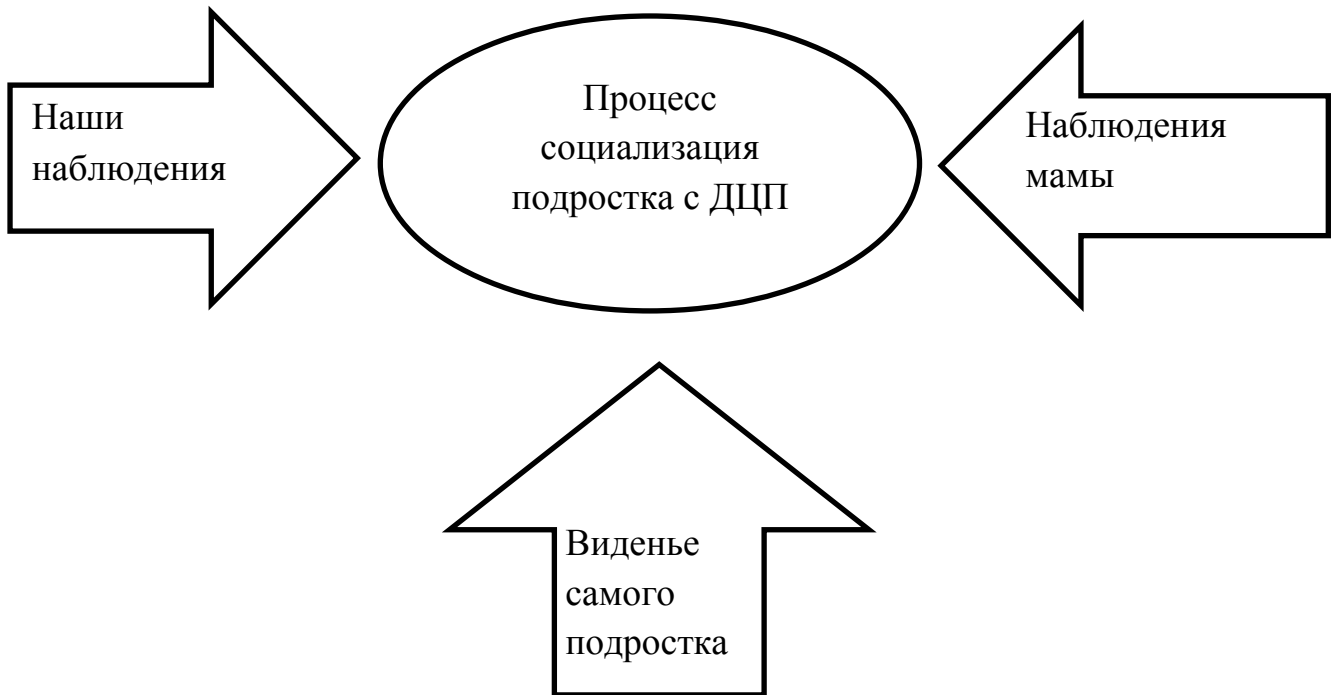 Наши
наблюдения
Процесс
социализация
подростка с ДЦП
Наблюдения
мамы
Виденье
самого
подростка